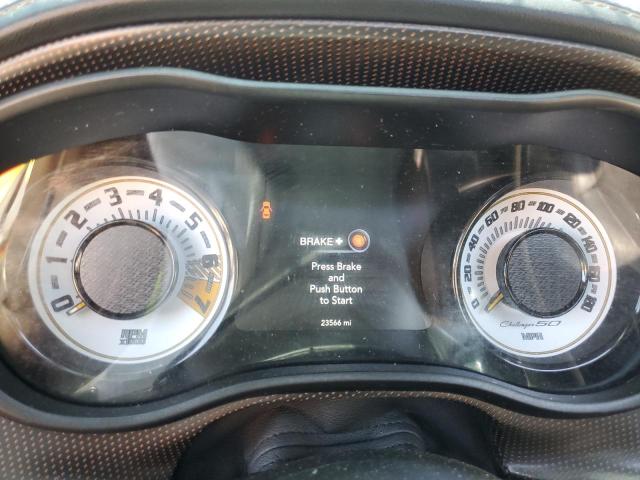 0 1 2 3 4 5 6 7
RPM
X 1000
BRAKE +
Press Brake
and
Push Button
to Start
23566 mi
0 20 40 60 80 100 120 140 160 180
Challenger 50
MPH